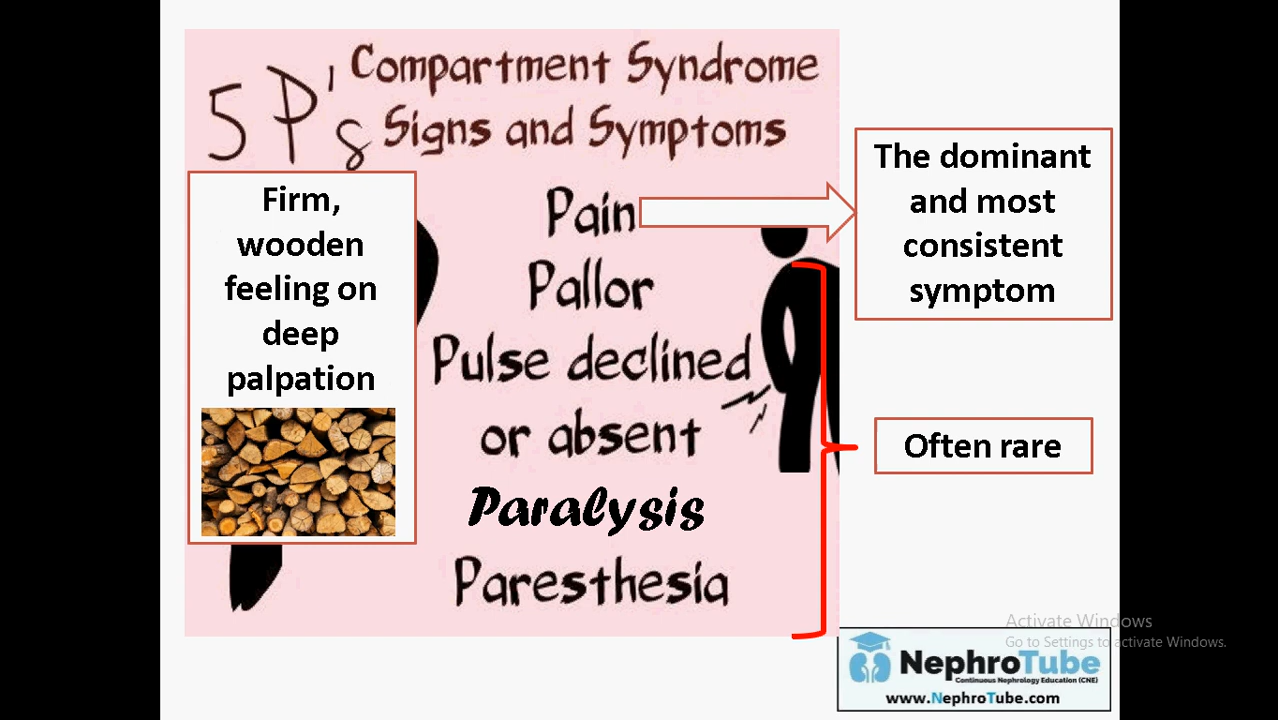 5 P's
Compartment Syndrome
Signs and Symptoms
Firm,
wooden
feeling on
deep
palpation
Pain
Pallor
Pulse declined
or absent
Paralysis
Paresthesia
The dominant
and most
consistent
symptom
Often rare
Activate Windows
Go to Settings to activate Windows.
NephroTube
Continuous Nephrology Education (CNE)
www.NephroTube.com